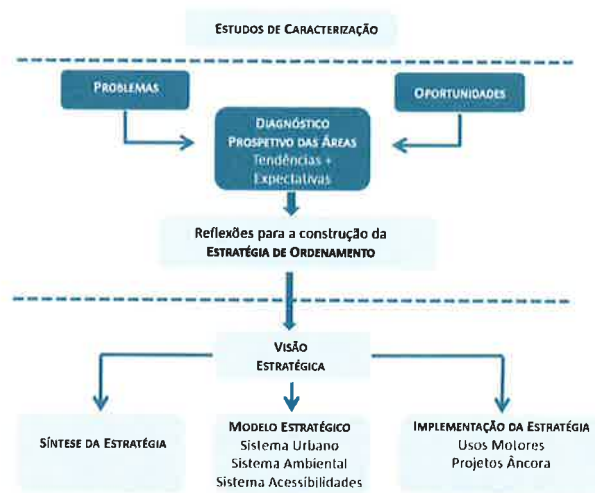 ESTUDOS DE CARACTERIZAÇÃO
PROBLEMAS
OPORTUNIDADES
DIAGNÓSTICO
PROSPETIVO DAS ÁREAS
Tendências +
Expectativas
Reflexões para a construção da
ESTRATÉGIA DE ORDENAMENTO
VISÃO
ESTRATÉGICA
SÍNTESE DA ESTRATÉGIA
MODELO ESTRATÉGICO
Sistema Urbano
Sistema Ambiental
Sistema Acessibilidades
IMPLEMENTAÇÃO DA ESTRATÉGIA
Usos Motores
Projetos Âncora